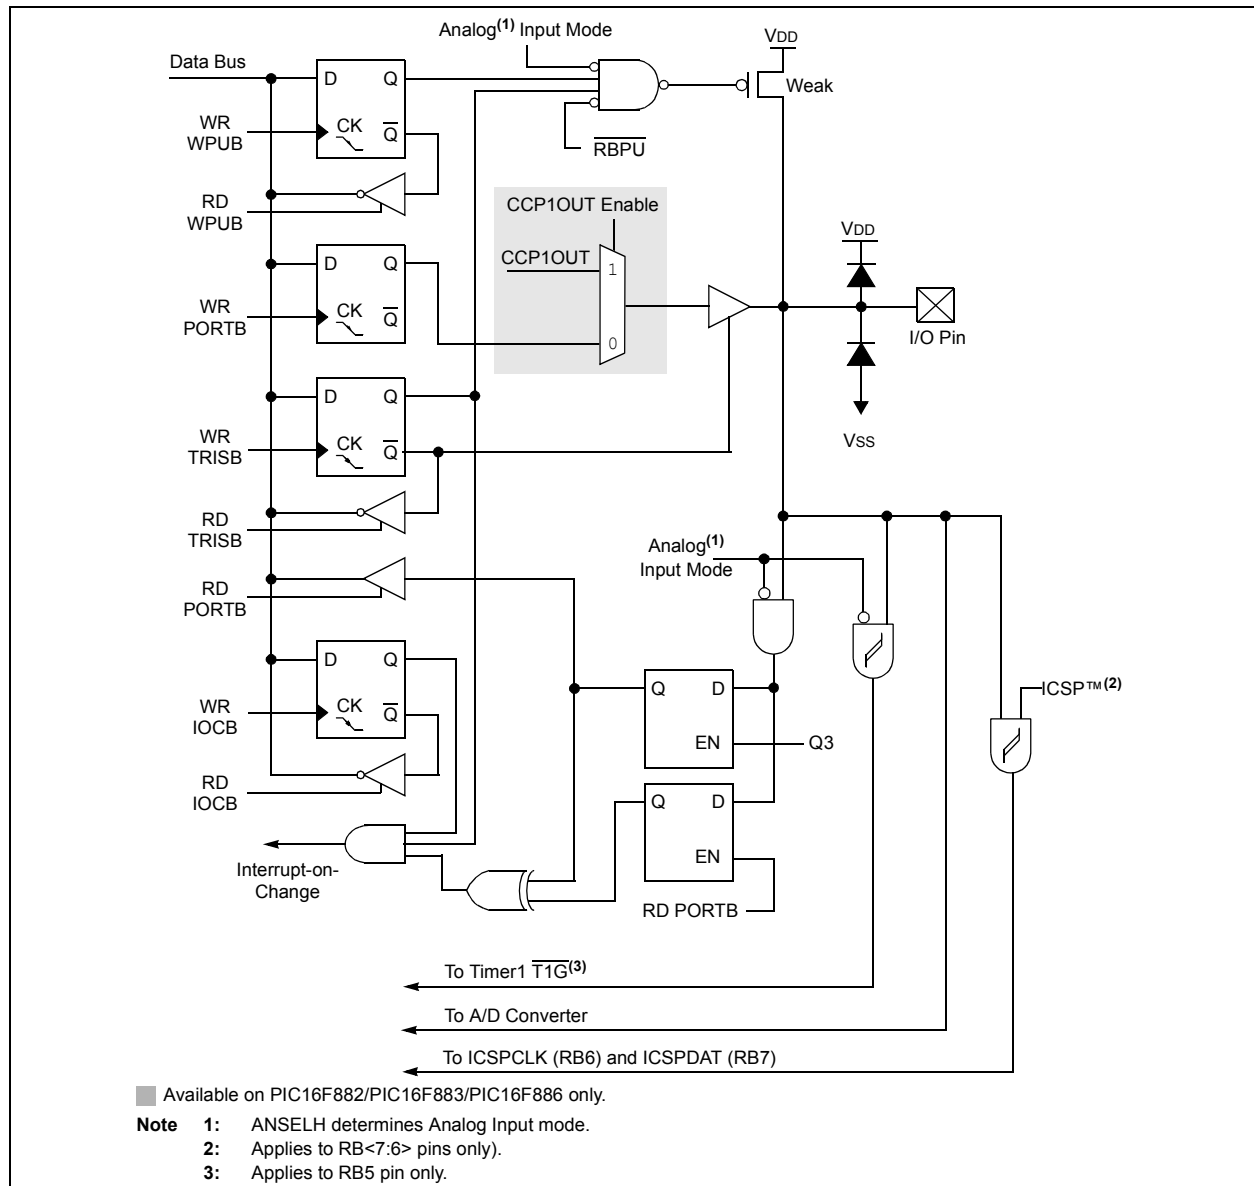 Analog(1) Input Mode
VDD
Data Bus
D Q
Weak
WR
WPUB
CK Q
RBPU
RD
WPUB
CCP1OUT Enable
VDD
D Q
CCP1OUT
1
WR
PORTB
CK Q
I/O Pin
0
D Q
WR
TRISB
CK Q
VSS
RD
TRISB
Analog(1)
Input Mode
RD
PORTB
D Q
Q D
ICSP™(2)
WR
IOCB
CK Q
EN
Q3
RD
IOCB
Q D
Interrupt-on-
Change
EN
RD PORTB
To Timer1 T1G(3)
To A/D Converter
To ICSPCLK (RB6) and ICSPDAT (RB7)
Available on PIC16F882/PIC16F883/PIC16F886 only.
Note 1: ANSELH determines Analog Input mode.
2: Applies to RB<7:6> pins only).
3: Applies to RB5 pin only.